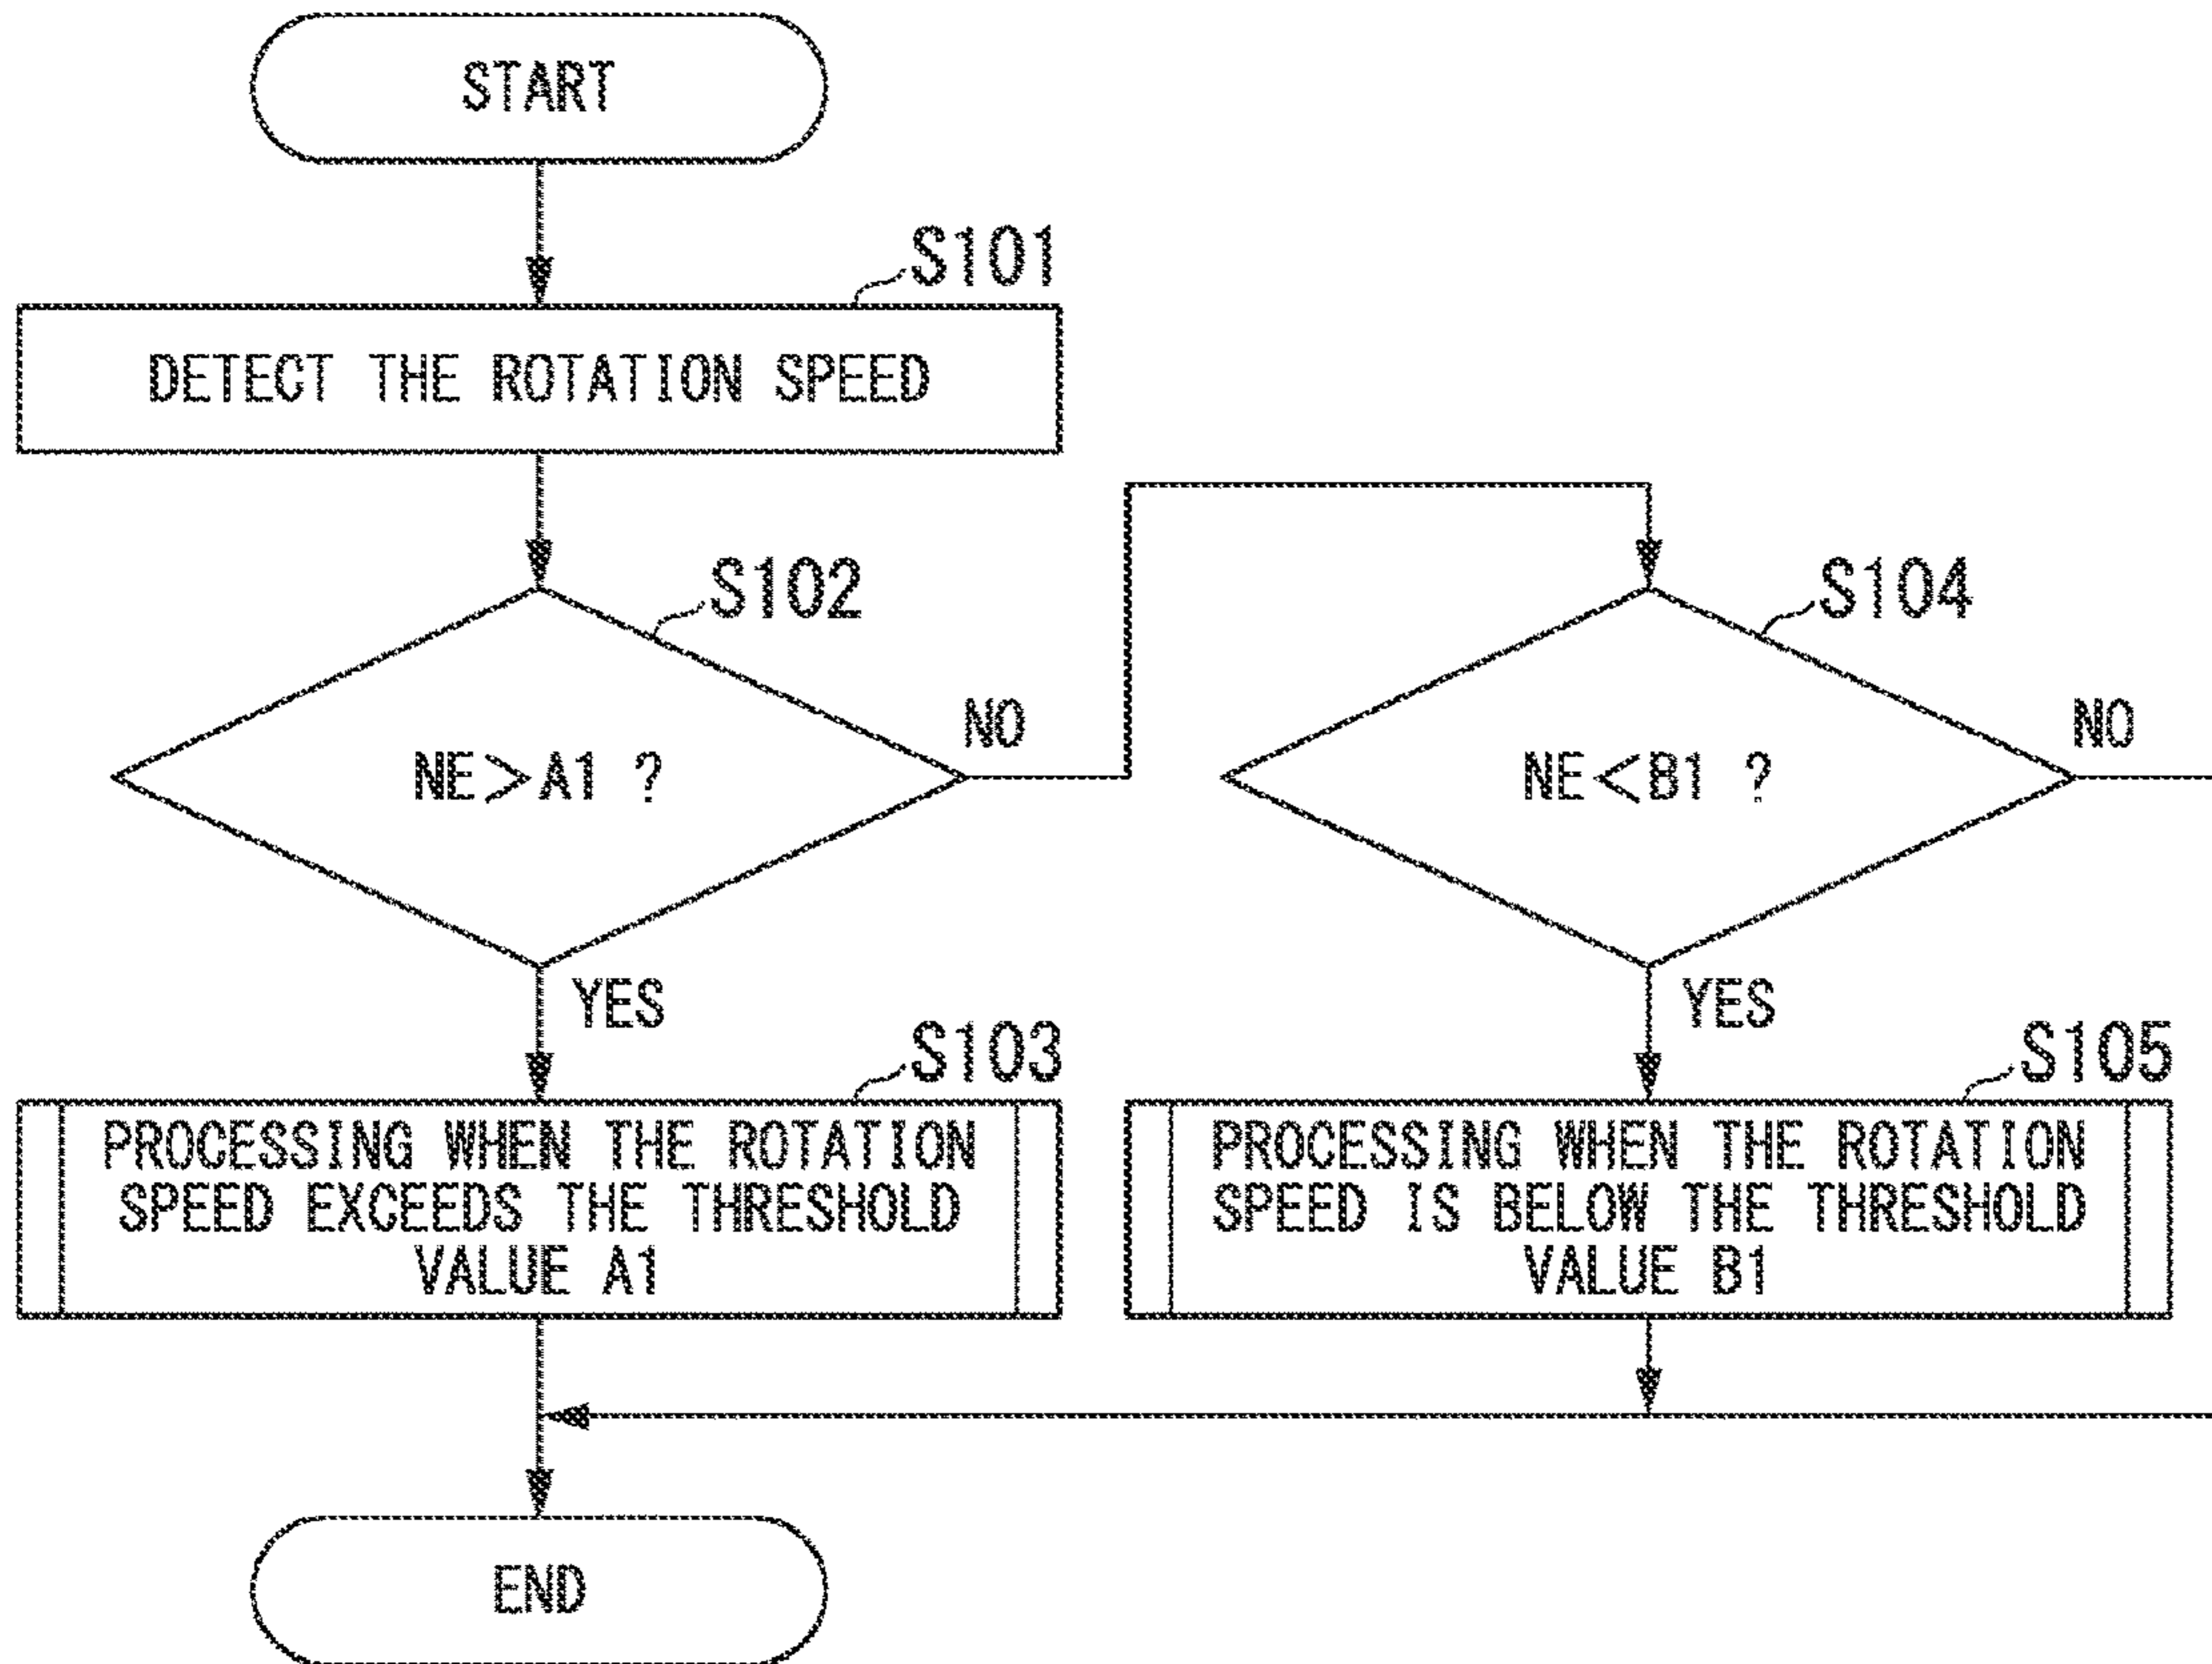 START
S101
DETECT THE ROTATION SPEED
S102
NE>A1 ?
NO
YES
S103
PROCESSING WHEN THE ROTATION
SPEED EXCEEDS THE THRESHOLD
VALUE A1
S104
NE<B1 ?
NO
YES
S105
PROCESSING WHEN THE ROTATION
SPEED IS BELOW THE THRESHOLD
VALUE B1
END